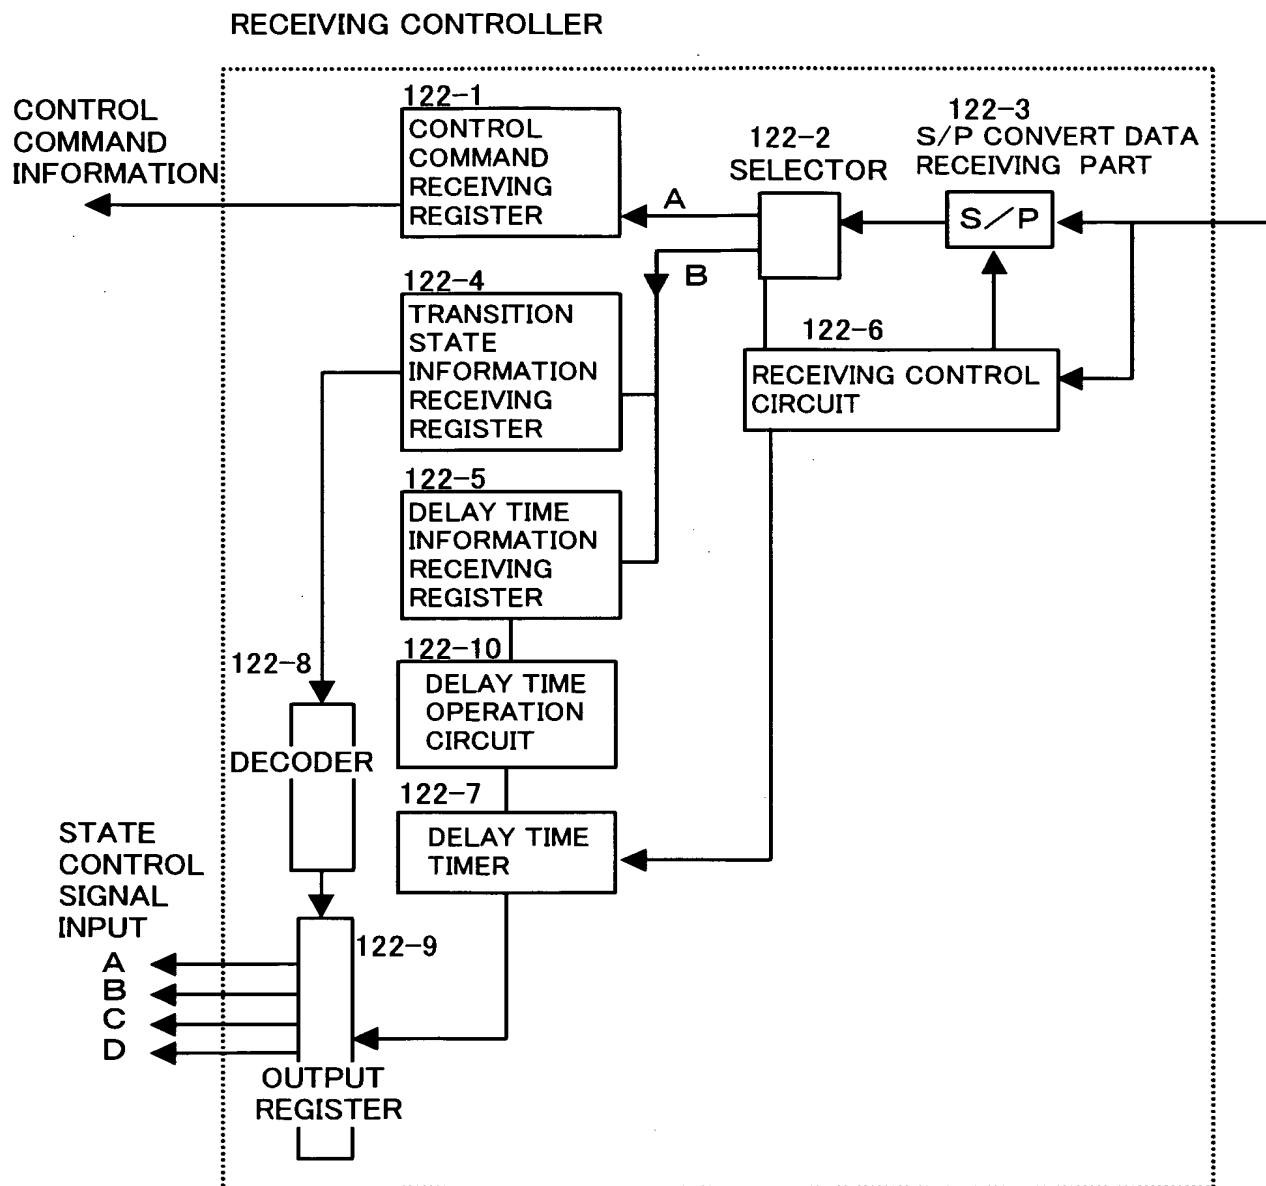 RECEIVING CONTROLLER
CONTROL
COMMAND
INFORMATION
122-1
CONTROL
COMMAND
RECEIVING
REGISTER
A
B
122-2
SELECTOR
122-3
S/P CONVERT DATA
RECEIVING PART
S/P
122-4
TRANSITION
STATE
INFORMATION
RECEIVING
REGISTER
122-6
RECEIVING CONTROL
CIRCUIT
122-5
DELAY TIME
INFORMATION
RECEIVING
REGISTER
122-8
DECODER
122-10
DELAY TIME
OPERATION
CIRCUIT
122-7
DELAY TIME
TIMER
STATE
CONTROL
SIGNAL
INPUT
A
B
C
D
122-9
OUTPUT
REGISTER